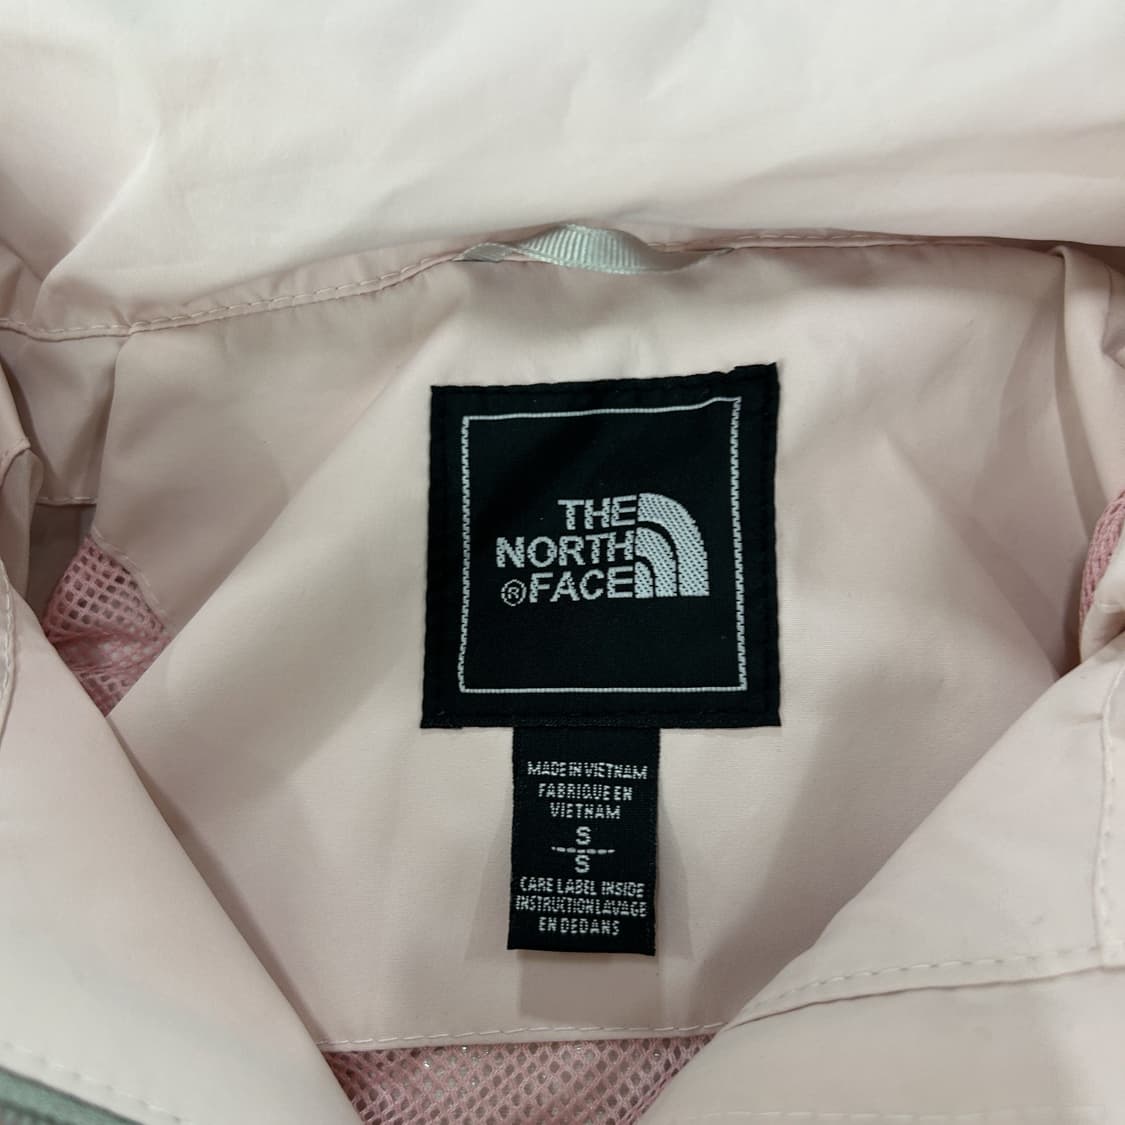 THE
NORTH
®FACE
MADE IN VIETNAM
FABRIQUE EN
VIETNAM
S
S
CARE LABEL INSIDE
INSTRUCTION LAVAGE
EN DEDANS